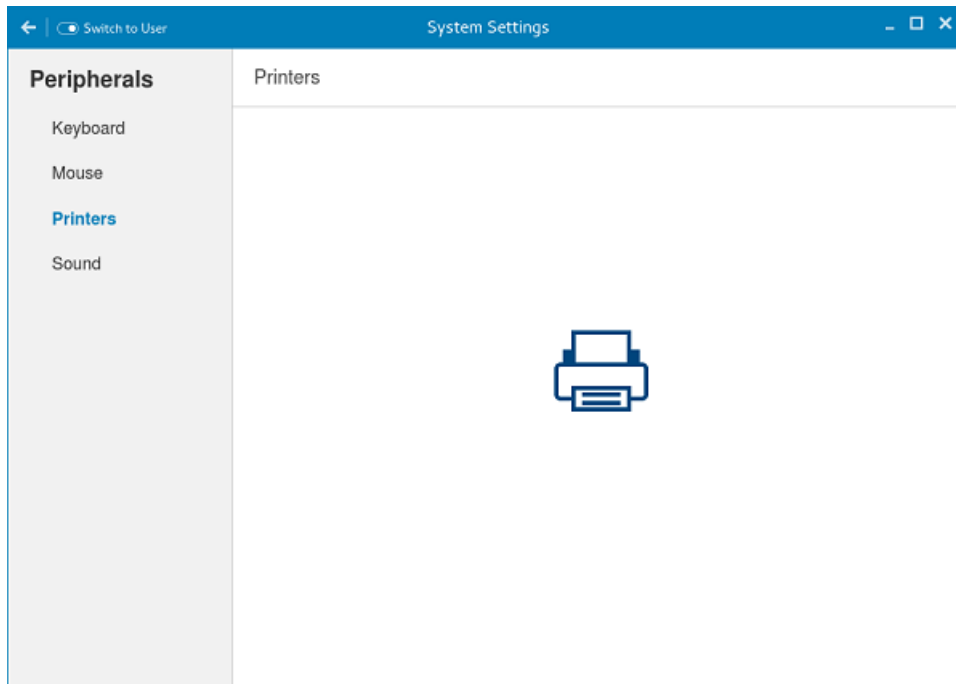 Switch to User
System Settings
Peripherals
Keyboard
Mouse
Printers
Sound
Printers